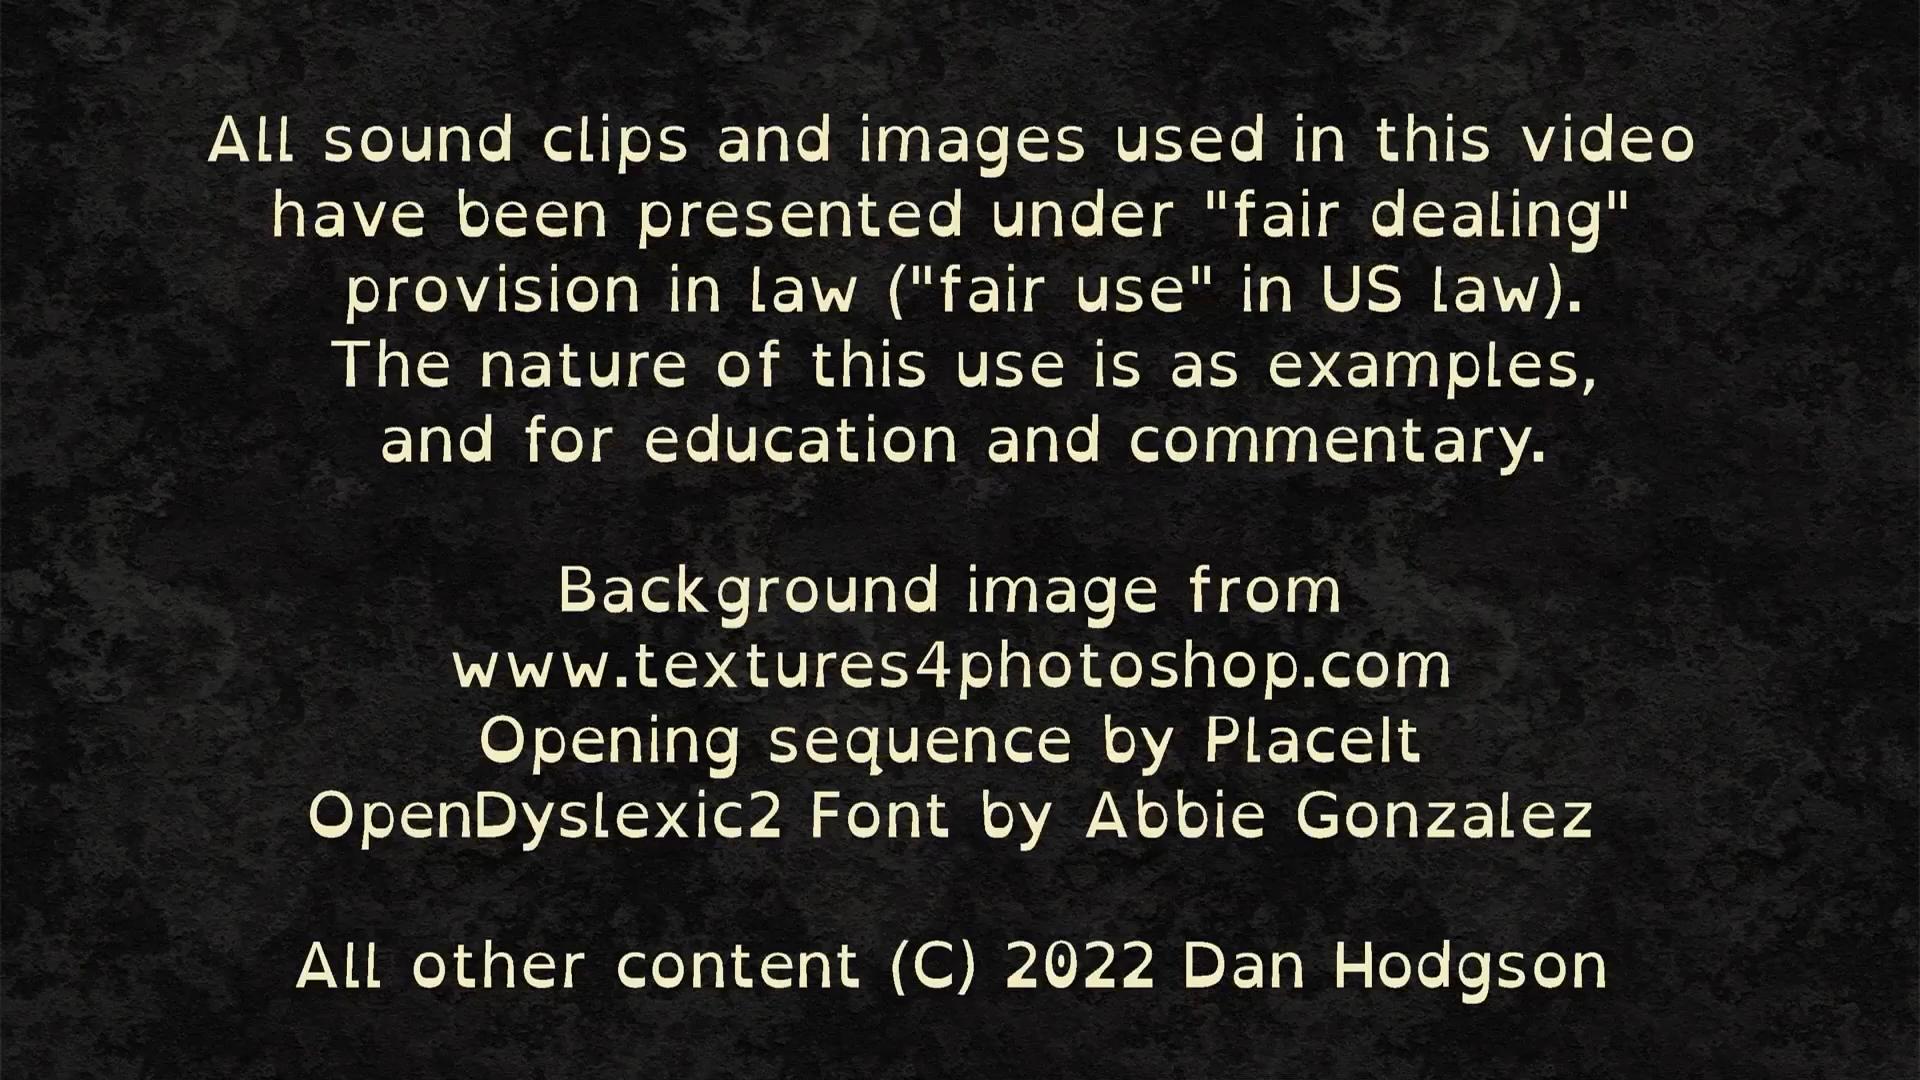 All sound clips and images used in this video
have been presented under "fair dealing"
provision in law ("fair use" in US law).
The nature of this use is as examples,
and for education and commentary.
Background image from
www.textures4photoshop.com
Opening sequence by PlaceIt
OpenDyslexic2 Font by Abbie Gonzalez
All other content (C) 2022 Dan Hodgson